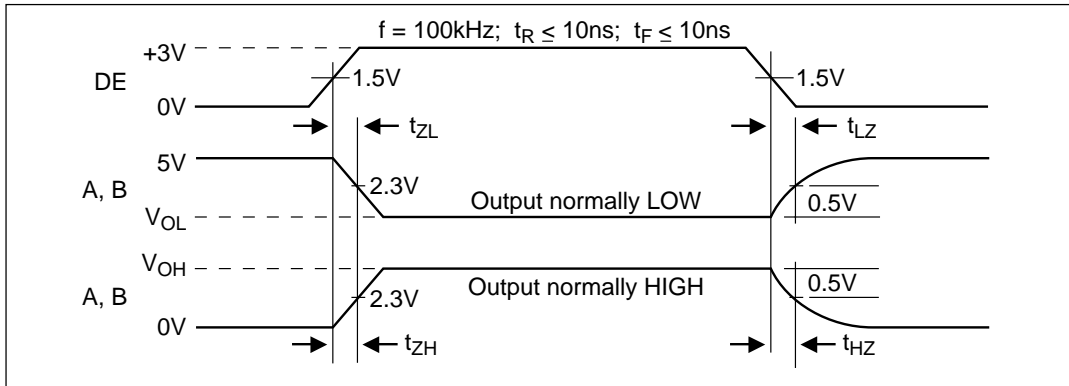 f = 100kHz; tR ≤ 10ns; tF ≤ 10ns
+3V
DE
1.5V
1.5V
0V
tZL
tLZ
5V
A, B
2.3V
Output normally LOW
0.5V
VOL
VOH
A, B
2.3V
Output normally HIGH
0.5V
0V
tZH
tHZ